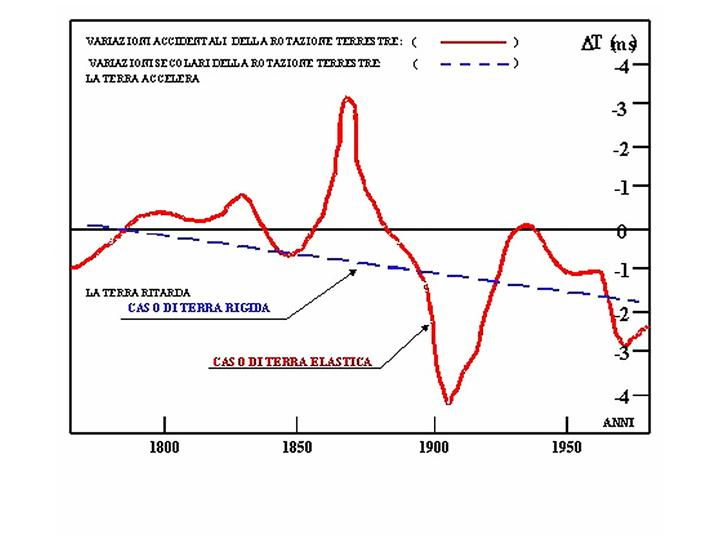 VARIAZIONI ACCIDENTALI DELLA ROTAZIONE TERRESTRE: ( )
VARIAZIONI SECOLARI DELLA ROTAZIONE TERRESTRE: ( )
LA TERRA ACCELERA
ΔT (ms)
-4
-3
-2
-1
0
-1
-2
-3
-4
LA TERRA RITARDA
CASO DI TERRA RIGIDA
CASO DI TERRA ELASTICA
ANNI
1800 1850 1900 1950